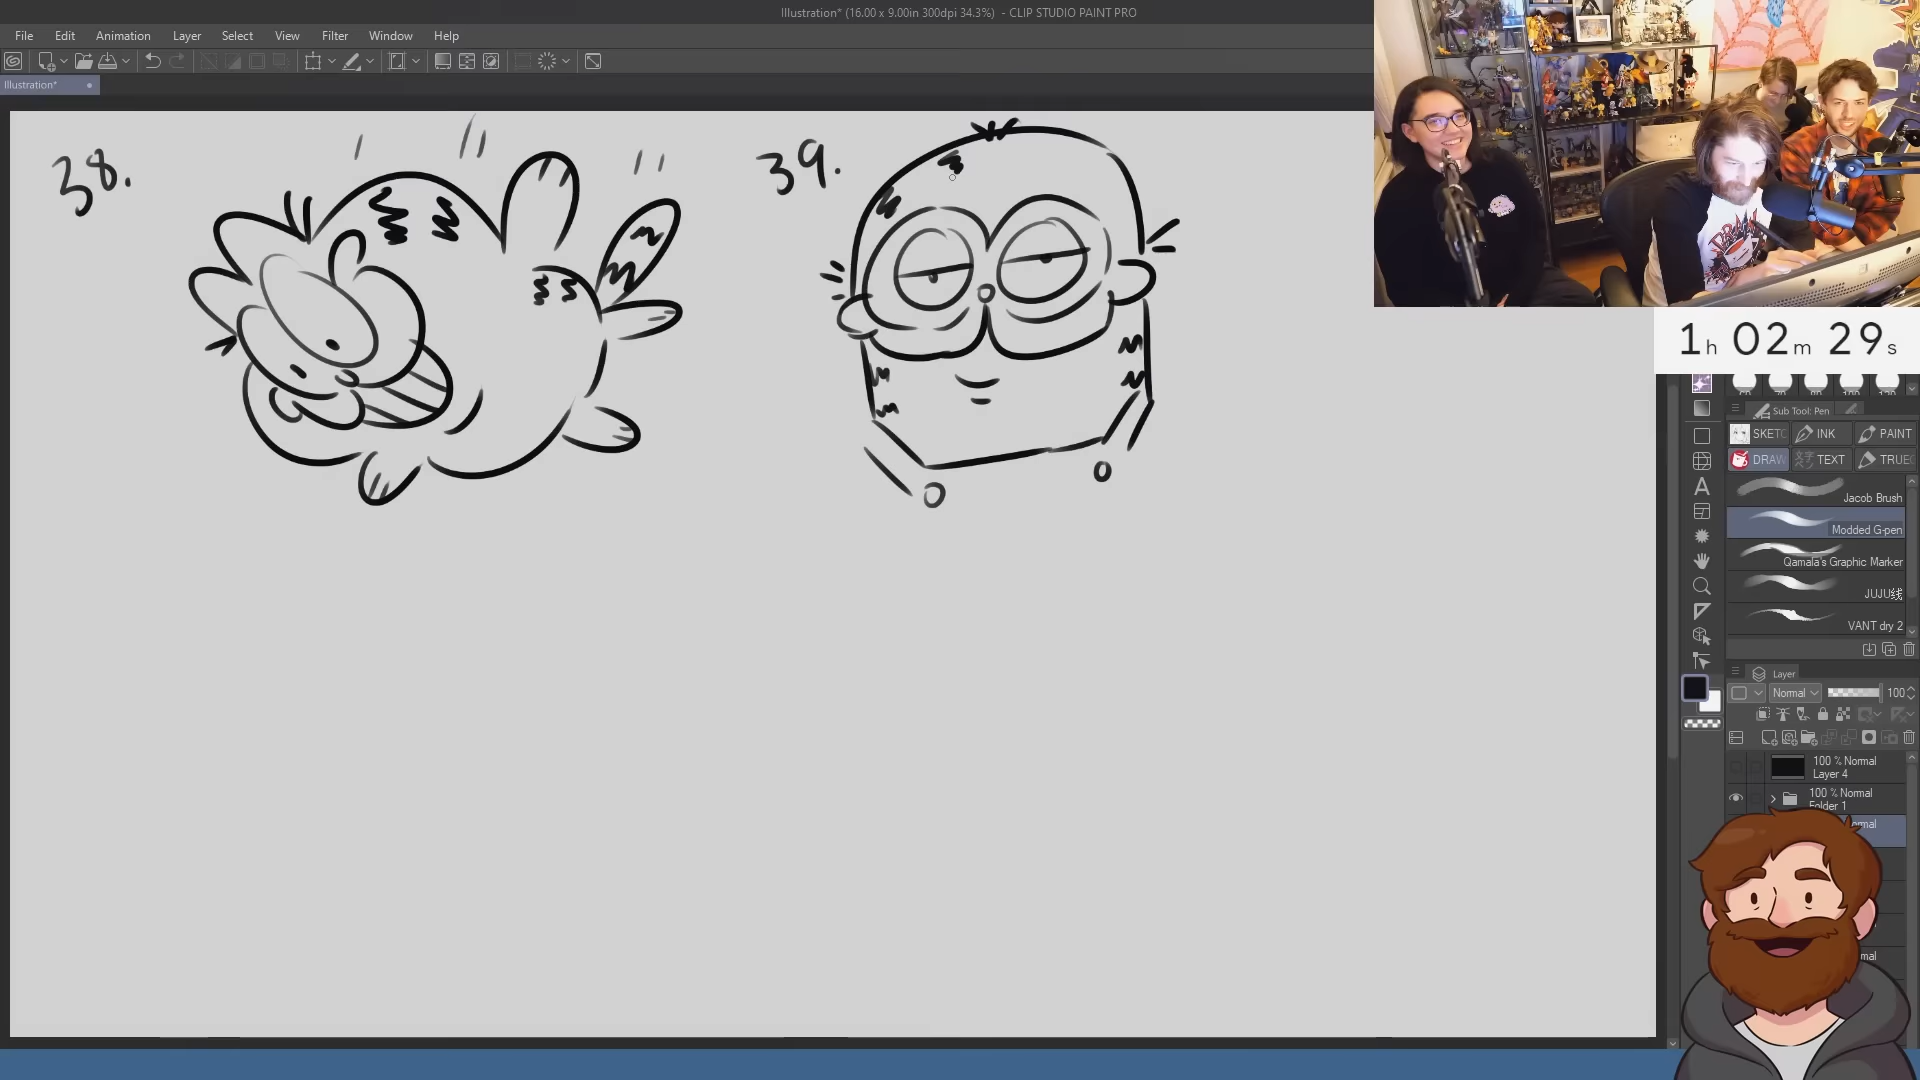 Illustration* (16.00 x 9.00in 300dpi 34.3%) - CLIP STUDIO PAINT PRO
File Edit Animation Layer Select View Filter Window Help
Illustration*
38.
39.
1h 02m 29s
Sub Tool: Pen
INK PAINT
DRAW TEXT
Jacob Brush
Modded G-pen
Qamala's Graphic Marker
JUJU线
VANT dry 2
Layer
Normal 100
100 % Normal
Layer 4
100 % Normal
Folder 1